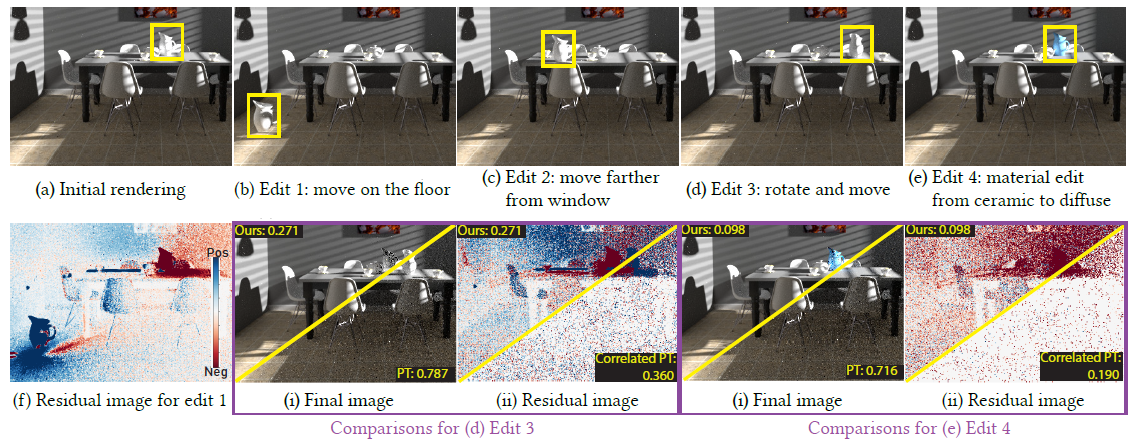 (a) Initial rendering
(b) Edit 1: move on the floor
(c) Edit 2: move farther
from window
(d) Edit 3: rotate and move
(e) Edit 4: material edit
from ceramic to diffuse
Pos
Neg
(f) Residual image for edit 1
Ours: 0.271
PT: 0.787
(i) Final image
Ours: 0.271
Correlated PT:
0.360
(ii) Residual image
Ours: 0.098
PT: 0.716
(i) Final image
Ours: 0.098
Correlated PT:
0.190
(ii) Residual image
Comparisons for (d) Edit 3
Comparisons for (e) Edit 4